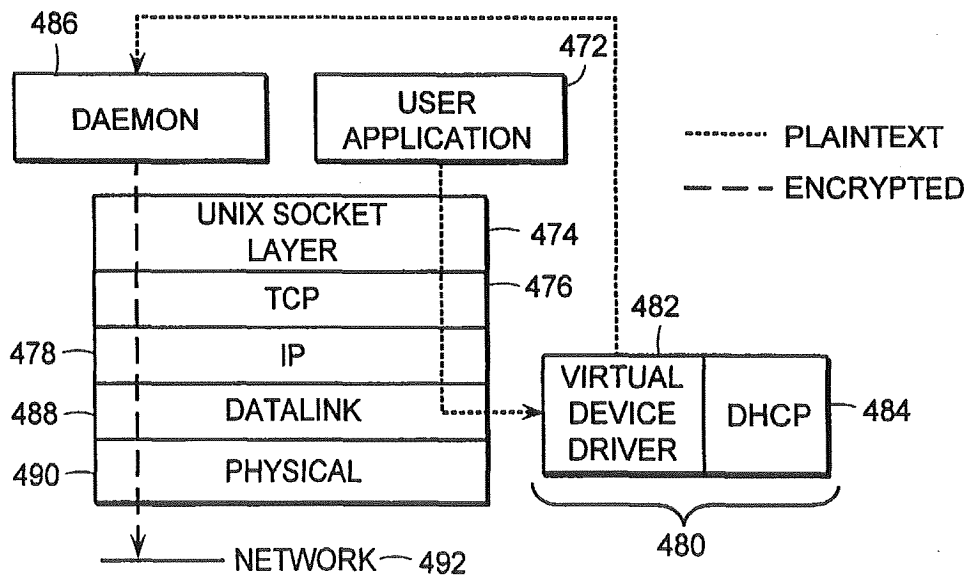 486
472
DAEMON
USER
APPLICATION
PLAINTEXT
ENCRYPTED
UNIX SOCKET
LAYER
474
TCP
476
478
IP
482
488
DATALINK
VIRTUAL
DEVICE
DRIVER
DHCP
484
490
PHYSICAL
480
NETWORK
492